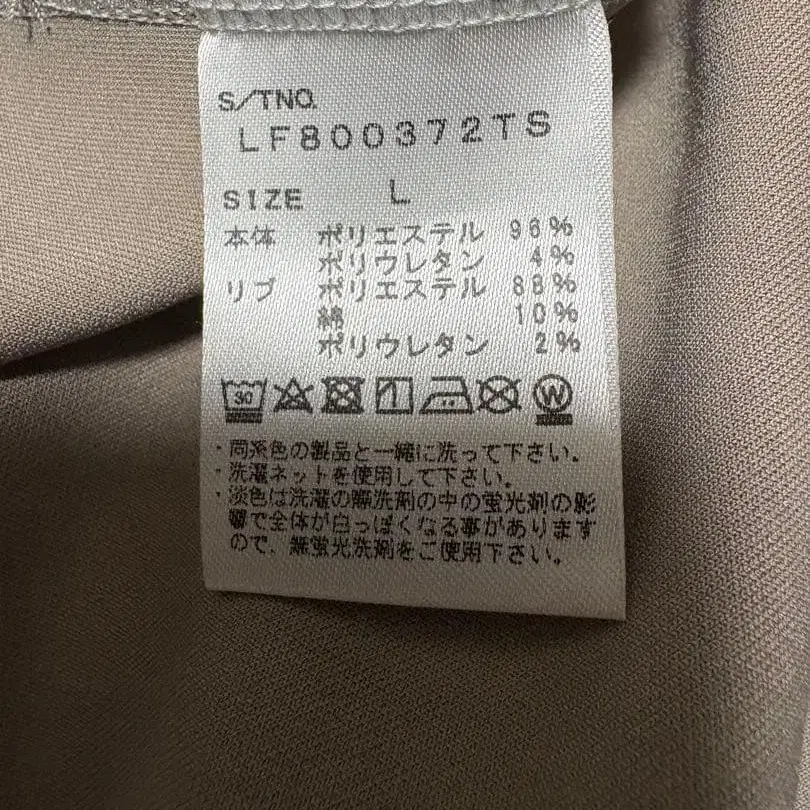 S/TNO.
LF800372TS
SIZE L
本体 ポリエステル 96%
ポリウレタン 4%
リブ ポリエステル 88%
綿 10%
ポリウレタン 2%
30 W
・同系色の製品と一緒に洗って下さい。
・洗濯ネットを使用して下さい。
・淡色は洗濯の際洗剤の中の蛍光剤の影
響で全体が白っぽくなる事があります
ので、無蛍光洗剤をご使用下さい。